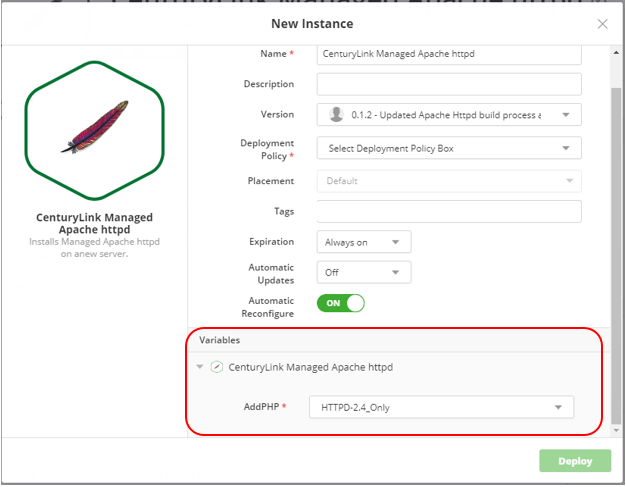 New Instance
CenturyLink Managed
Apache httpd
Installs Managed Apache httpd
on anew server.
Name * CenturyLink Managed Apache httpd
Description
Version 0.1.2 - Updated Apache Httpd build process a
Deployment
Policy * Select Deployment Policy Box
Placement Default
Tags
Expiration Always on
Automatic
Updates Off
Automatic
Reconfigure ON
Variables
CenturyLink Managed Apache httpd
AddPHP * HTTPD-2.4_Only
Deploy